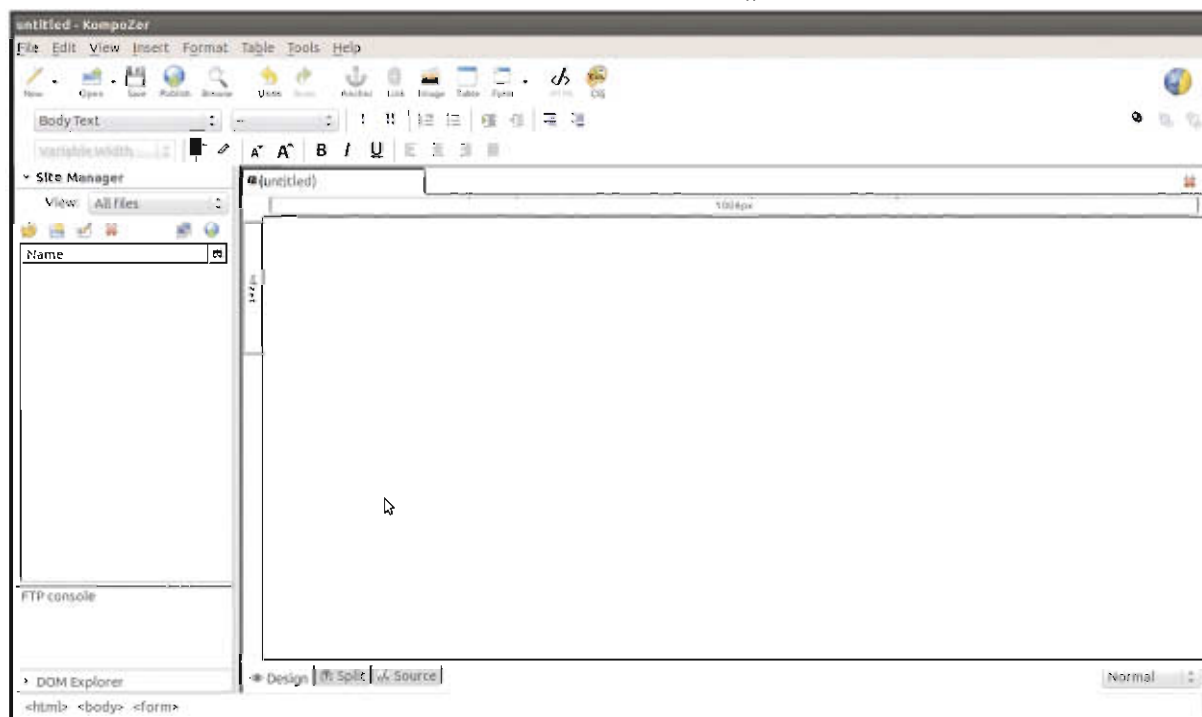 untitled - KompoZer
File Edit View Insert Format Table Tools Help
New Open Save Publish Browse Undo Redo Anchor Link Image Table Form HTML CSS
Body Text
Variable Width
A A B I U
Site Manager
(untitled)
View: All files
Name
FTP console
DOM Explorer
Design Split Source
Normal
<html> <body> <form>